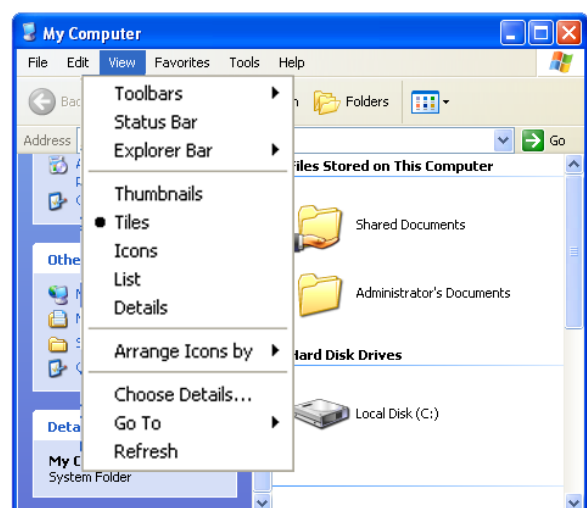 My Computer
File Edit View Favorites Tools Help
Folders
Address
Go
Toolbars
Status Bar
Explorer Bar
Thumbnails
Tiles
Icons
List
Details
Arrange Icons by
Choose Details...
Go To
Refresh
Files Stored on This Computer
Shared Documents
Administrator's Documents
Hard Disk Drives
Local Disk (C:)
System Folder